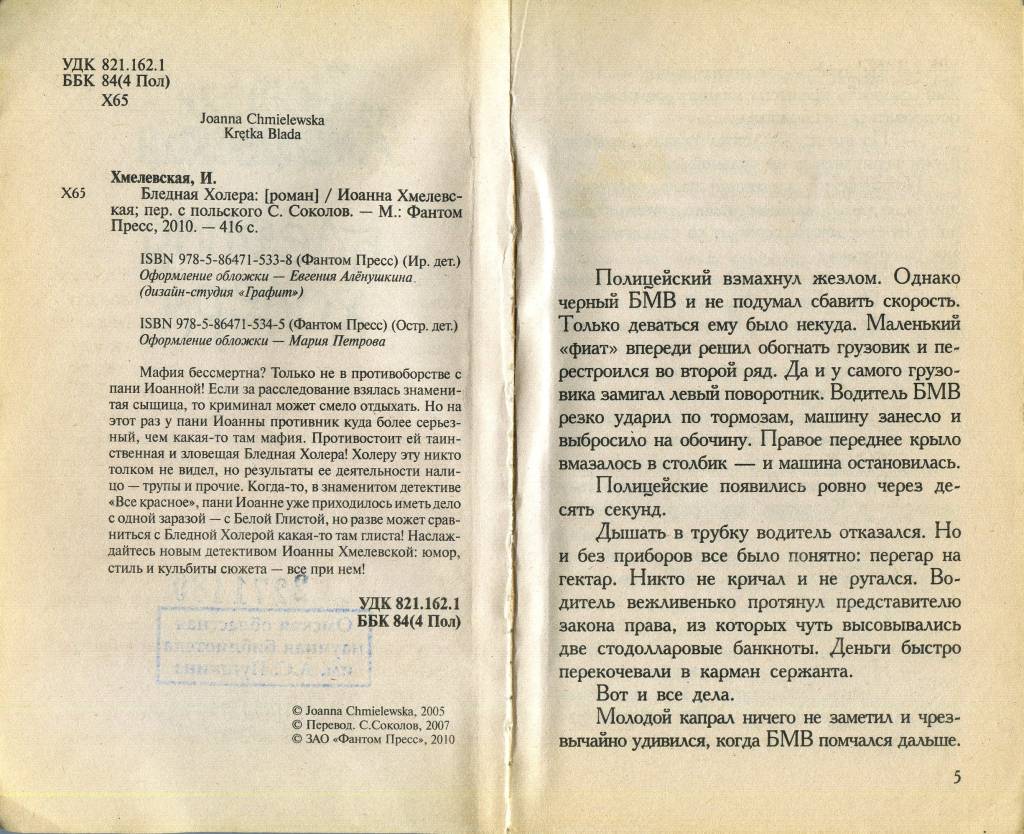 УДК 821.162.1
ББК 84(4 Пол)
Х65
Joanna Chmielewska
Krętka Blada
Хмелевская, И.
Х65 Бледная Холера: [роман] / Иоанна Хмелевс-
кая; пер. с польского С. Соколов. — М.: Фантом
Пресс, 2010. — 416 с.
ISBN 978-5-86471-533-8 (Фантом Пресс) (Ир. дет.)
Оформление обложки — Евгения Алёнушкина
(дизайн-студия «Графит»)
ISBN 978-5-86471-534-5 (Фантом Пресс) (Остр. дет.)
Оформление обложки — Мария Петрова
Мафия бессмертна? Только не в противоборстве с
пани Иоанной! Если за расследование взялась знамени-
тая сыщица, то криминал может смело отдыхать. Но на
этот раз у пани Иоанны противник куда более серьез-
ный, чем какая-то там мафия. Противостоит ей таин-
ственная и зловещая Бледная Холера! Холеру эту никто
толком не видел, но результаты ее деятельности нали-
цо — трупы и прочие. Когда-то, в знаменитом детективе
«Все красное», пани Иоанне уже приходилось иметь дело
с одной заразой — с Белой Глистой, но разве может срав-
ниться с Бледной Холерой какая-то там глиста! Наслаж-
дайтесь новым детективом Иоанны Хмелевской: юмор,
стиль и кульбиты сюжета — все при нем!
УДК 821.162.1
ББК 84(4 Пол)
Омская областная
научная библиотека
им. А.С. Пушкина
© Joanna Chmielewska, 2005
© Перевод. С.Соколов, 2007
© ЗАО «Фантом Пресс», 2010
Полицейский взмахнул жезлом. Однако
черный БМВ и не подумал сбавить скорость.
Только деваться ему было некуда. Маленький
«фиат» впереди решил обогнать грузовик и пе-
рестроился во второй ряд. Да и у самого грузо-
вика замигал левый поворотник. Водитель БМВ
резко ударил по тормозам, машину занесло и
выбросило на обочину. Правое переднее крыло
вмазалось в столбик — и машина остановилась.
Полицейские появились ровно через де-
сять секунд.
Дышать в трубку водитель отказался. Но
и без приборов все было понятно: перегар на
гектар. Никто не кричал и не ругался. Во-
дитель вежливенько протянул представителю
закона права, из которых чуть высовывались
две стодолларовые банкноты. Деньги быстро
перекочевали в карман сержанта.
Вот и все дела.
Молодой капрал ничего не заметил и чрез-
вычайно удивился, когда БМВ помчался дальше.
5